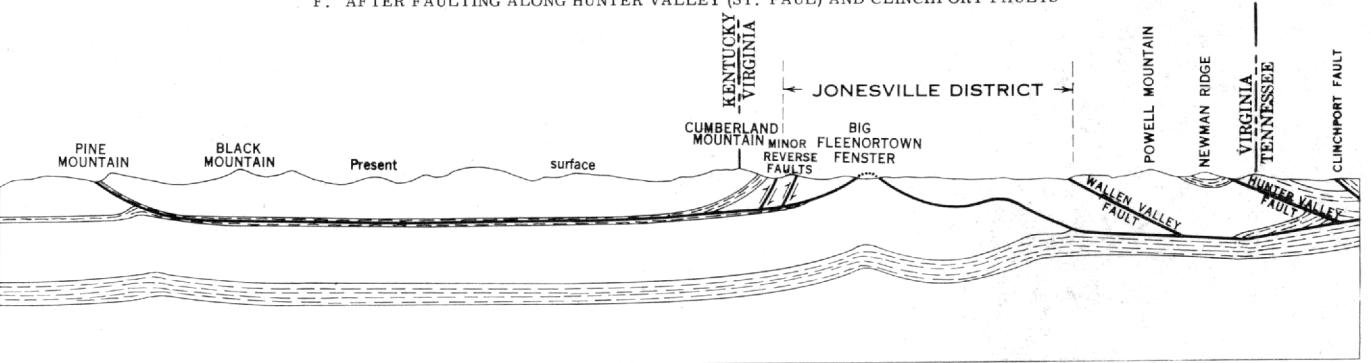 F. AFTER FAULTING ALONG HUNTER VALLEY (ST. PAUL) AND CLINCHPORT FAULTS
KENTUCKY
VIRGINIA
JONESVILLE DISTRICT
POWELL MOUNTAIN
NEWMAN RIDGE
VIRGINIA
TENNESSEE
CLINCHPORT FAULT
PINE
MOUNTAIN
BLACK
MOUNTAIN
Present
surface
CUMBERLAND
MOUNTAIN
MINOR
REVERSE
FAULTS
BIG
FLEENORTOWN
FENSTER
WALLEN VALLEY
FAULT
HUNTER VALLEY
FAULT